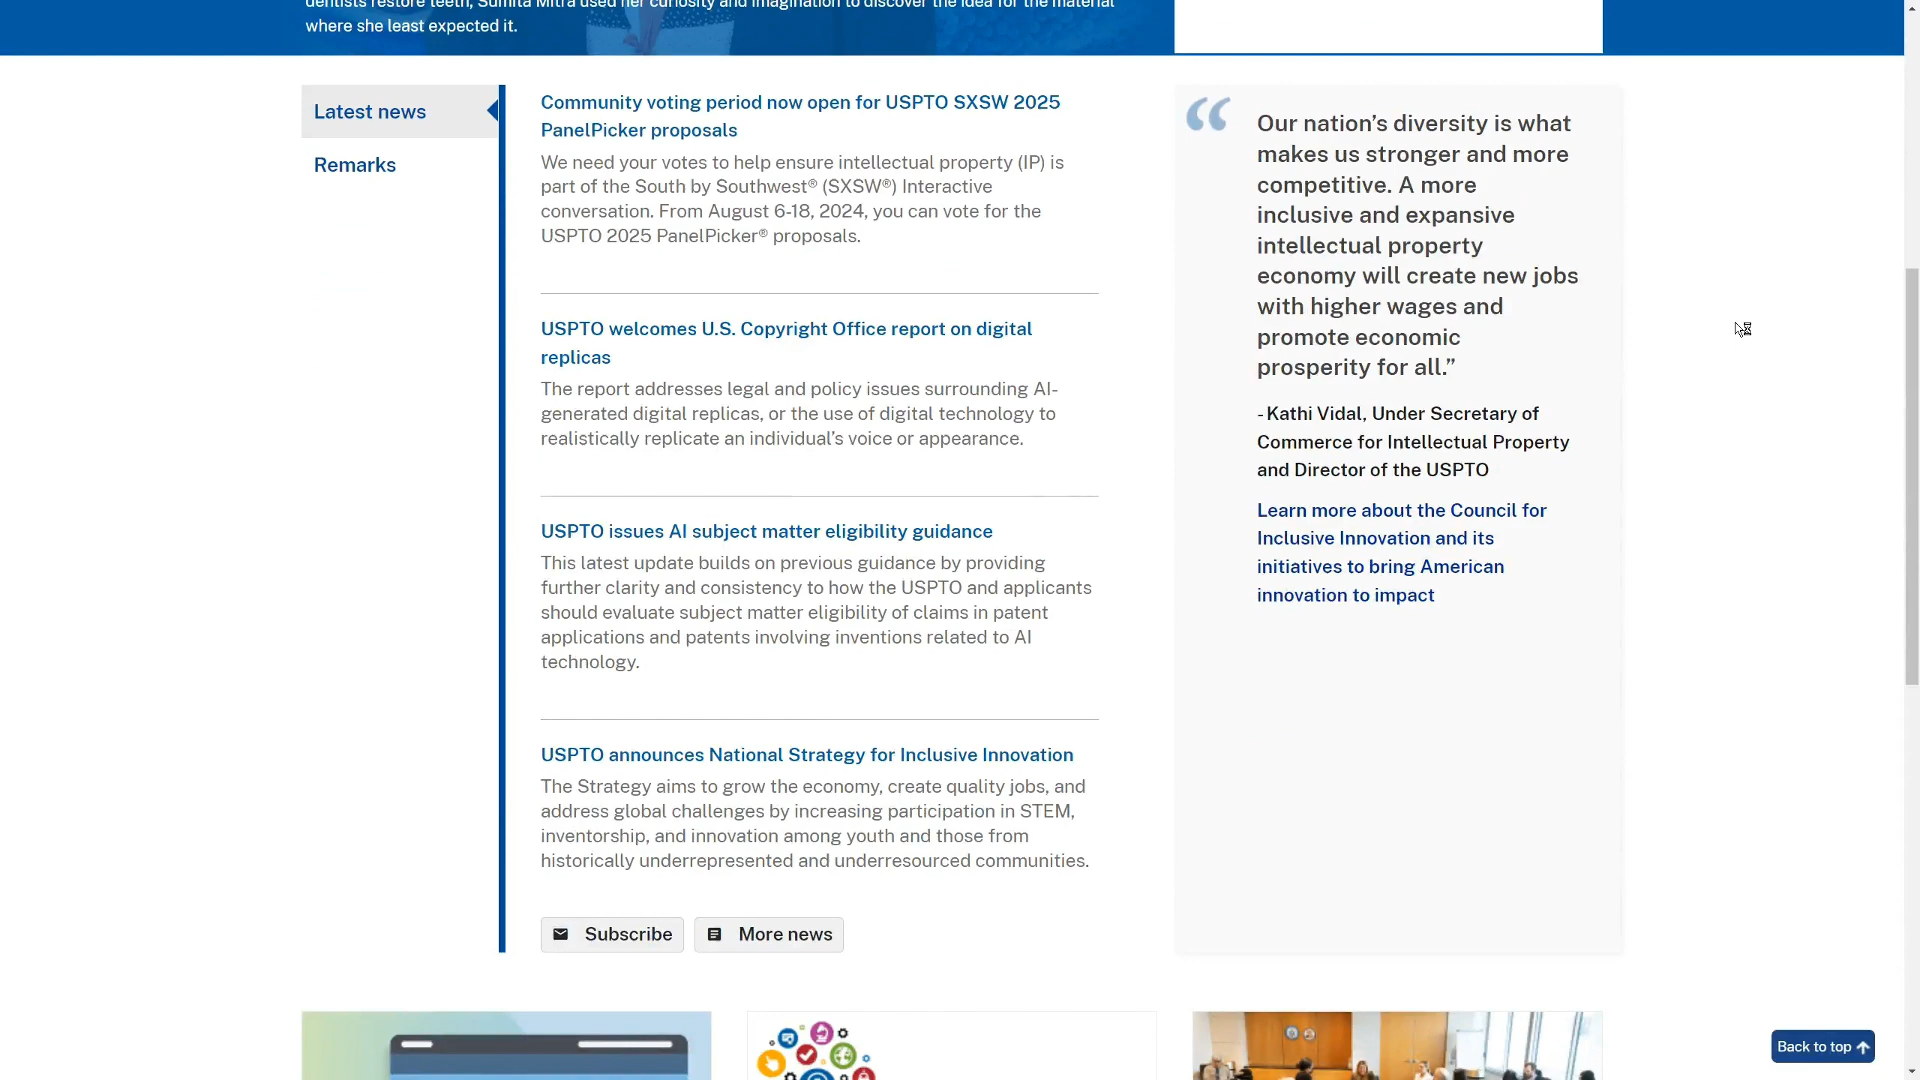 dentists restore teeth, Sumita Mitra used her curiosity and imagination to discover the idea for the material
where she least expected it.
Latest news
Remarks
Community voting period now open for USPTO SXSW 2025
PanelPicker proposals
We need your votes to help ensure intellectual property (IP) is
part of the South by Southwest® (SXSW®) Interactive
conversation. From August 6-18, 2024, you can vote for the
USPTO 2025 PanelPicker® proposals.
USPTO welcomes U.S. Copyright Office report on digital
replicas
The report addresses legal and policy issues surrounding AI-
generated digital replicas, or the use of digital technology to
realistically replicate an individual’s voice or appearance.
USPTO issues AI subject matter eligibility guidance
This latest update builds on previous guidance by providing
further clarity and consistency to how the USPTO and applicants
should evaluate subject matter eligibility of claims in patent
applications and patents involving inventions related to AI
technology.
USPTO announces National Strategy for Inclusive Innovation
The Strategy aims to grow the economy, create quality jobs, and
address global challenges by increasing participation in STEM,
inventorship, and innovation among youth and those from
historically underrepresented and underresourced communities.
Subscribe
More news
“
Our nation’s diversity is what
makes us stronger and more
competitive. A more
inclusive and expansive
intellectual property
economy will create new jobs
with higher wages and
promote economic
prosperity for all.”
- Kathi Vidal, Under Secretary of
Commerce for Intellectual Property
and Director of the USPTO
Learn more about the Council for
Inclusive Innovation and its
initiatives to bring American
innovation to impact
Back to top